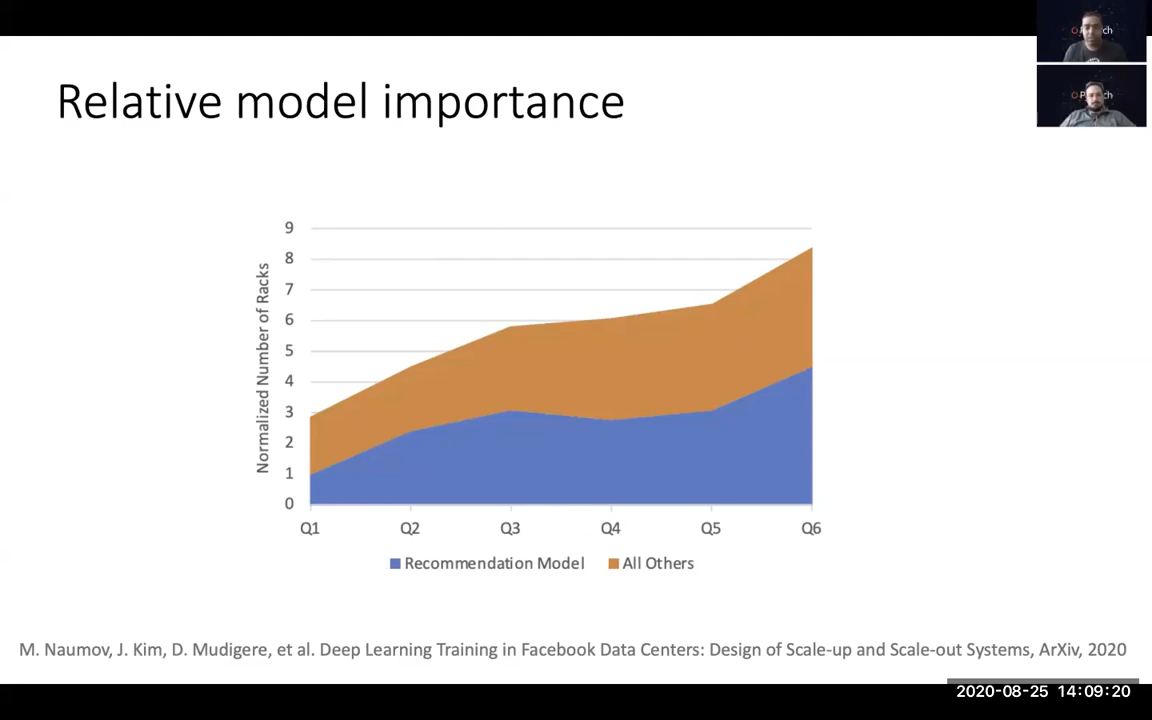 Relative model importance
9
8
7
6
5
4
3
2
1
0
Normalized Number of Racks
Q1 Q2 Q3 Q4 Q5 Q6
Recommendation Model All Others
M. Naumov, J. Kim, D. Mudigere, et al. Deep Learning Training in Facebook Data Centers: Design of Scale-up and Scale-out Systems, ArXiv, 2020
2020-08-25 14:09:20